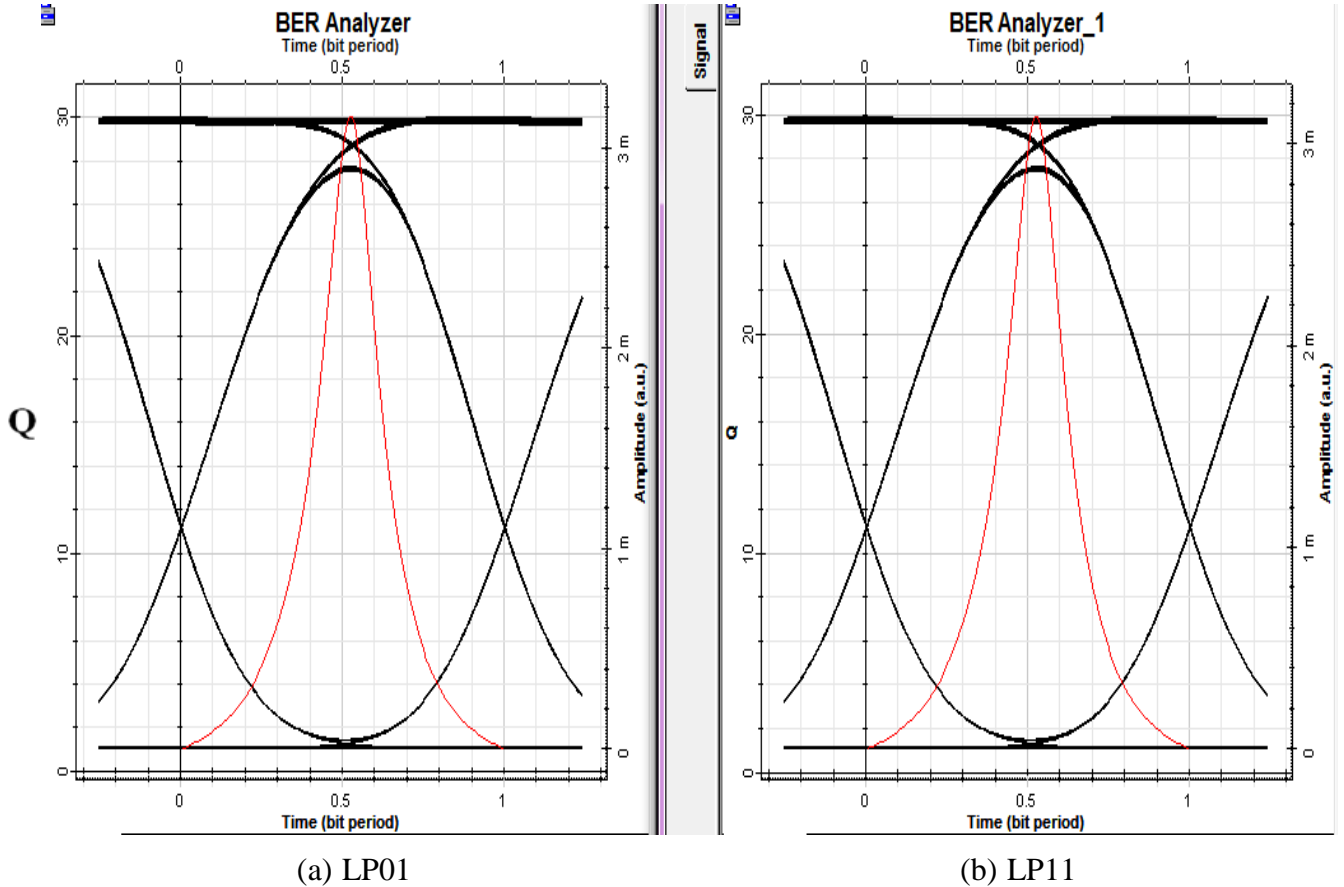 BER Analyzer
Time (bit period)
0 0.5 1
30
20
10
0
Q
3 m
2 m
1 m
0
Amplitude (a.u.)
0 0.5 1
Time (bit period)
(a) LP01
Signal
BER Analyzer_1
Time (bit period)
0 0.5 1
30
20
10
0
Q
3 m
2 m
1 m
0
Amplitude (a.u.)
0 0.5 1
Time (bit period)
(b) LP11